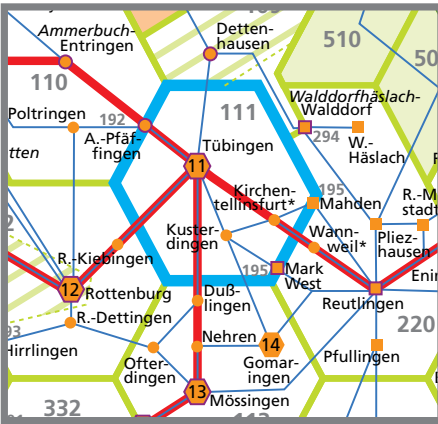 Ammerbuch-
Entringen
Detten-
hausen
510
50
110
111
Walddorfhäslach-
Walddorf
Poltringen
192
294
A.-Pfäf-
fingen
Tübingen
W.-
Häslach
tten
11
Kirchen-
tellinsfurt*
195
Mahden
R.-M
stadt
Kuster-
dingen
Wann-
weil*
Pliez-
hausen
R.-Kiebingen
195
Mark
West
Enin
12
Rottenburg
Duß-
lingen
Reutlingen
R.-Dettingen
93
220
Hirrlingen
Nehren
14
Pfullingen
Ofter-
dingen
Gomar-
ingen
13
Mössingen
332